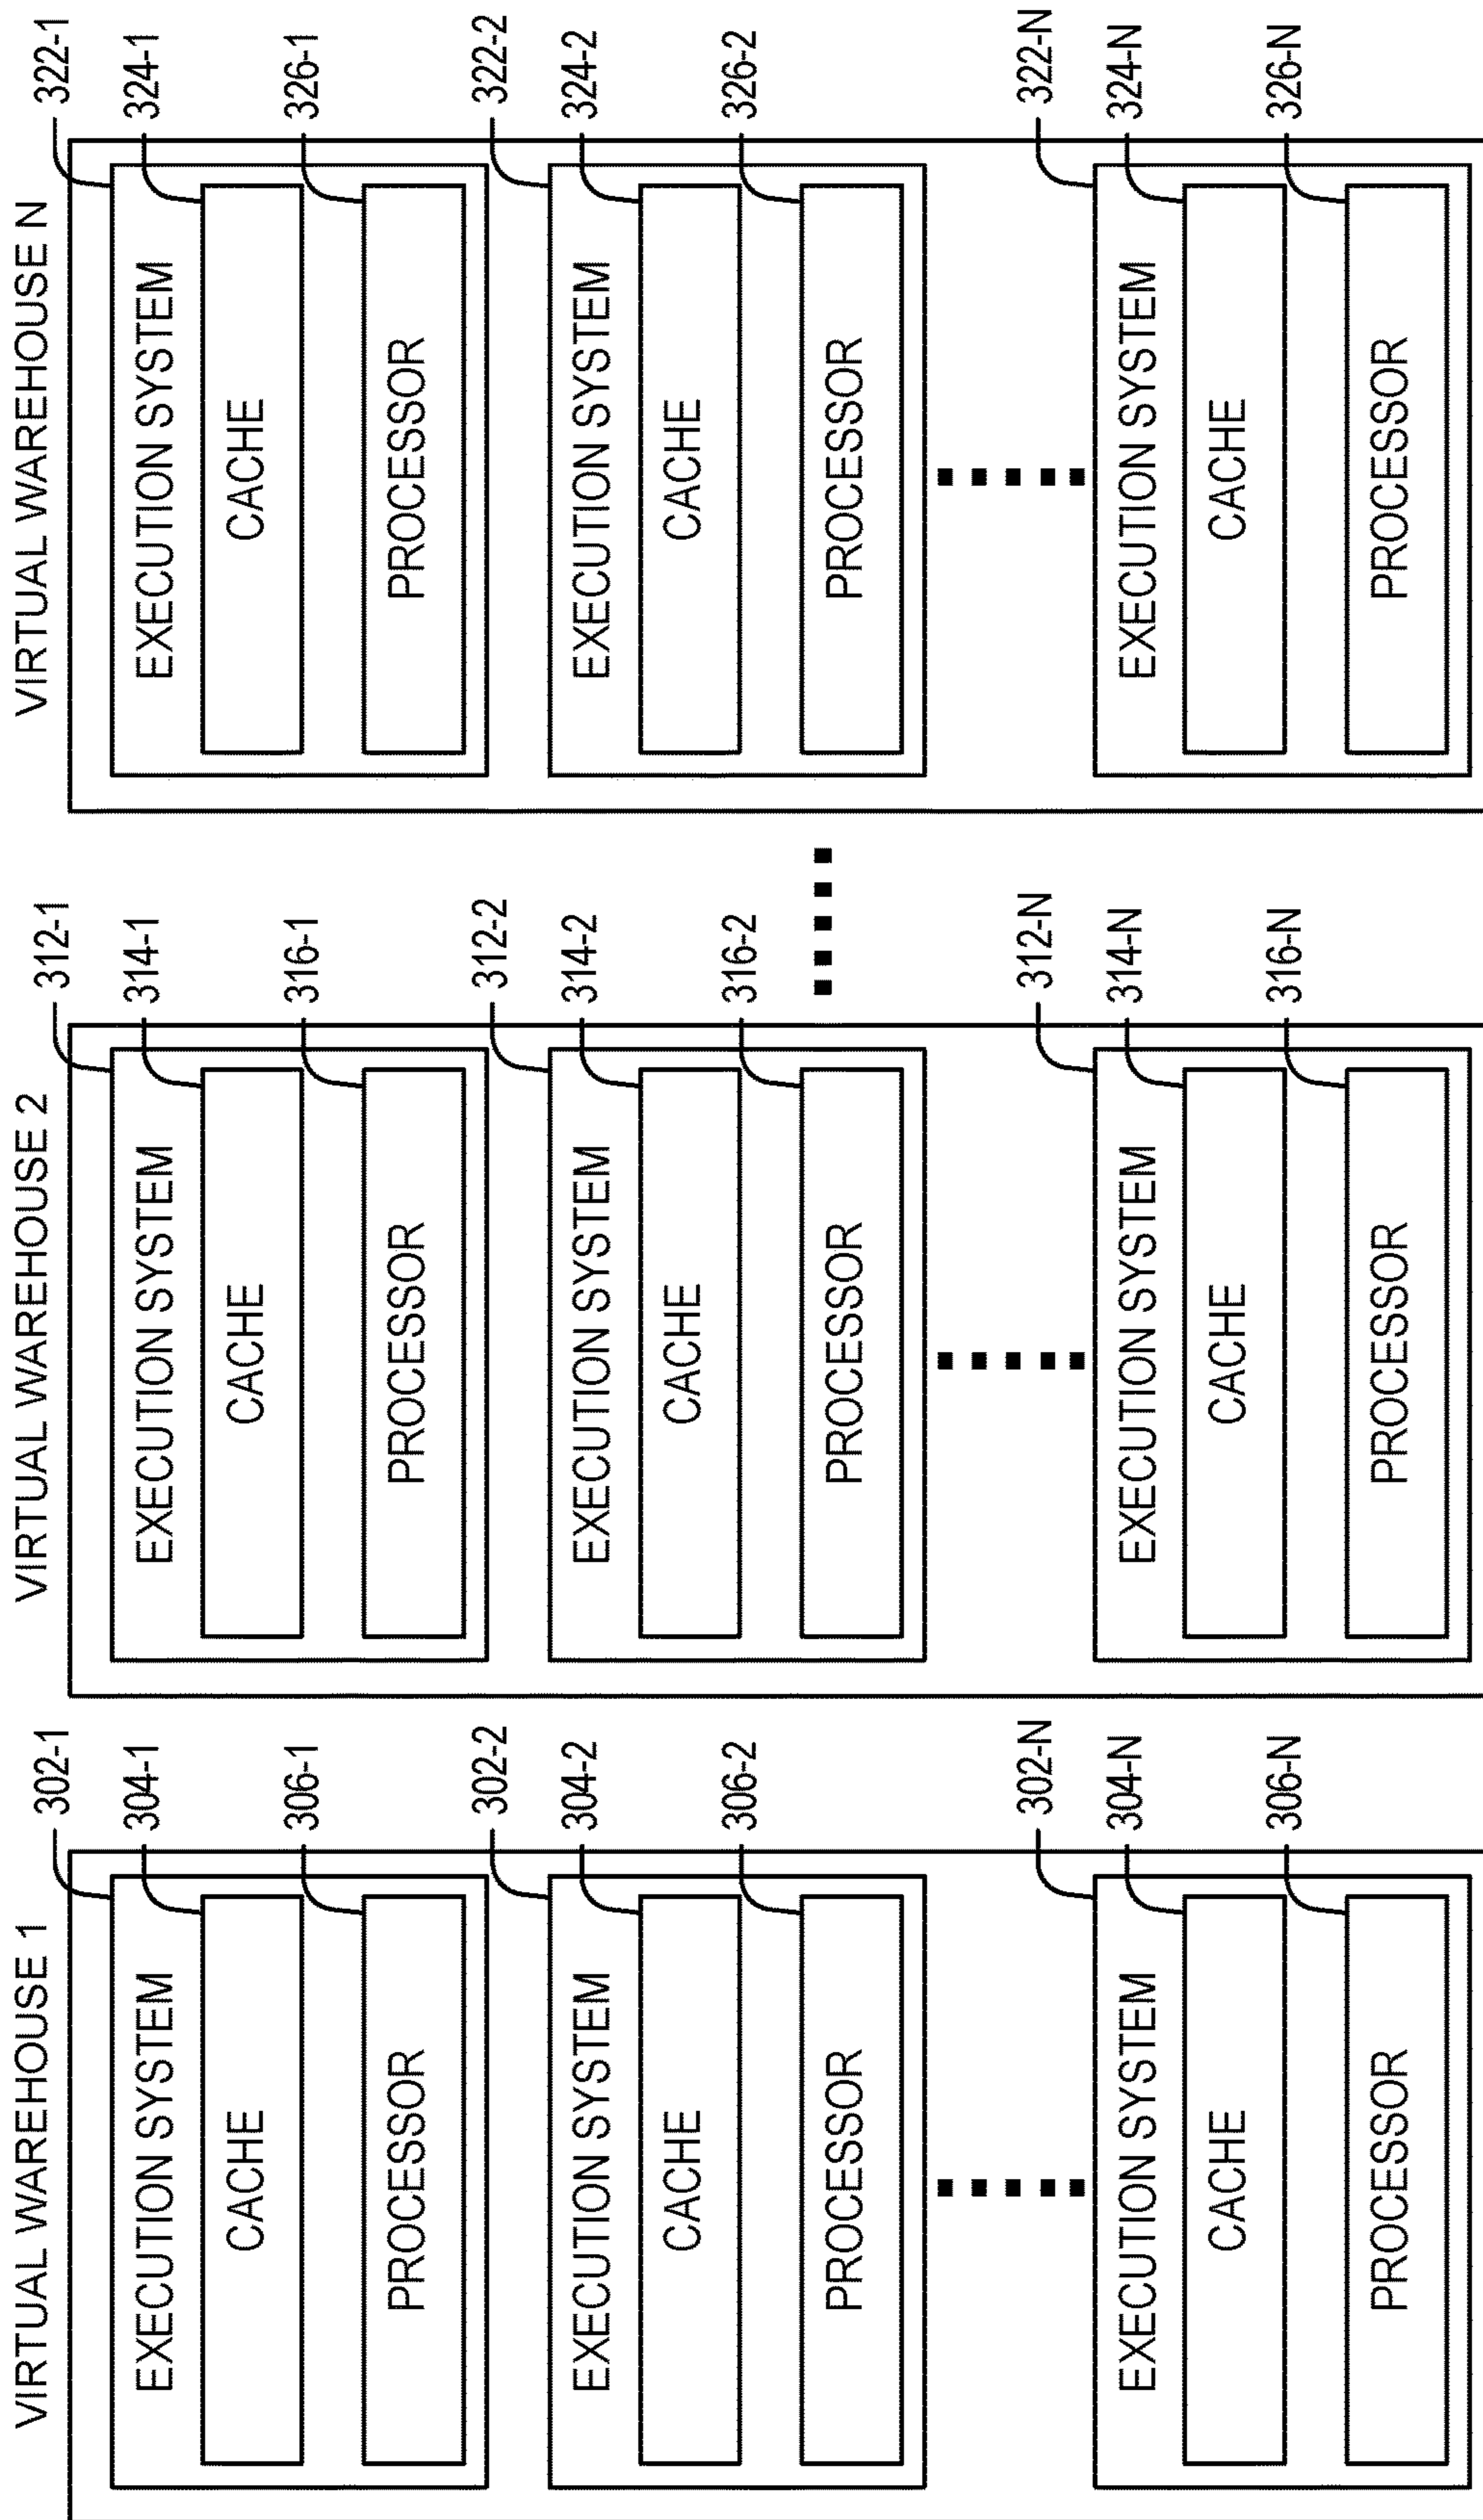 VIRTUAL WAREHOUSE 1
302-1
EXECUTION SYSTEM
304-1
CACHE
306-1
PROCESSOR
302-2
EXECUTION SYSTEM
304-2
CACHE
306-2
PROCESSOR
302-N
EXECUTION SYSTEM
304-N
CACHE
306-N
PROCESSOR
VIRTUAL WAREHOUSE 2
312-1
EXECUTION SYSTEM
314-1
CACHE
316-1
PROCESSOR
312-2
EXECUTION SYSTEM
314-2
CACHE
316-2
PROCESSOR
312-N
EXECUTION SYSTEM
314-N
CACHE
316-N
PROCESSOR
VIRTUAL WAREHOUSE N
322-1
EXECUTION SYSTEM
324-1
CACHE
326-1
PROCESSOR
322-2
EXECUTION SYSTEM
324-2
CACHE
326-2
PROCESSOR
322-N
EXECUTION SYSTEM
324-N
CACHE
326-N
PROCESSOR